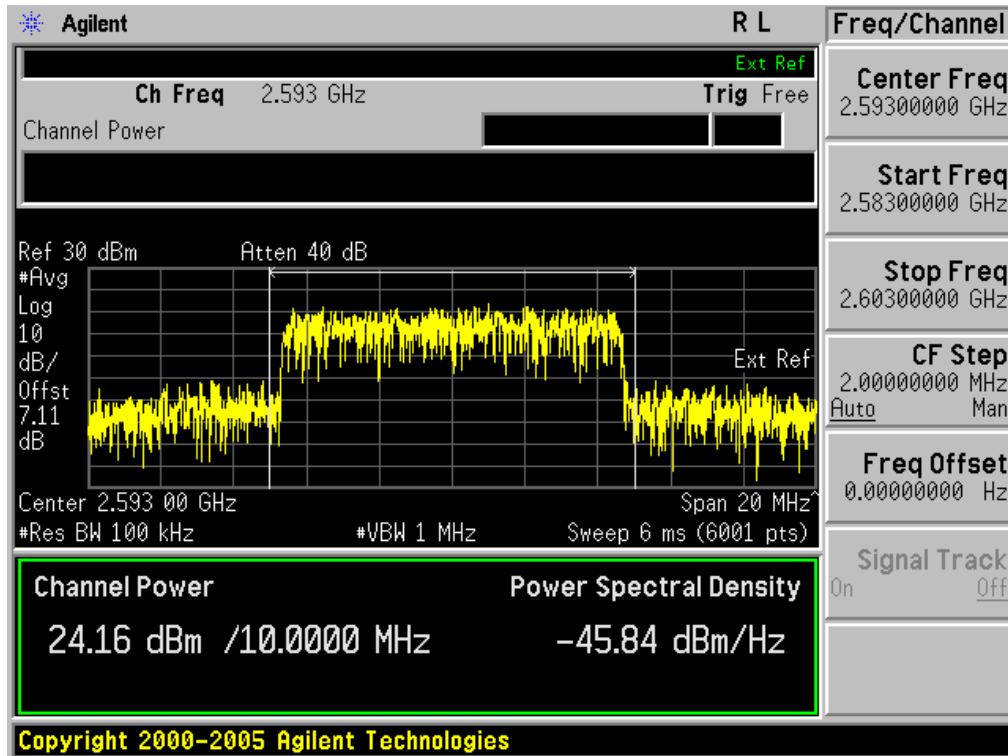 Agilent R L Freq/Channel
Ext Ref
Ch Freq 2.593 GHz Trig Free
Channel Power
Center Freq
2.59300000 GHz
Start Freq
2.58300000 GHz
Stop Freq
2.60300000 GHz
CF Step
2.00000000 MHz
Auto Man
Freq Offset
0.00000000 Hz
Signal Track
On Off
Ref 30 dBm Atten 40 dB
#Avg
Log
10
dB/
Offst
7.11
dB
Ext Ref
Center 2.593 00 GHz Span 20 MHz^
#Res BW 100 kHz #VBW 1 MHz Sweep 6 ms (6001 pts)
Channel Power Power Spectral Density
24.16 dBm /10.0000 MHz -45.84 dBm/Hz
Copyright 2000-2005 Agilent Technologies